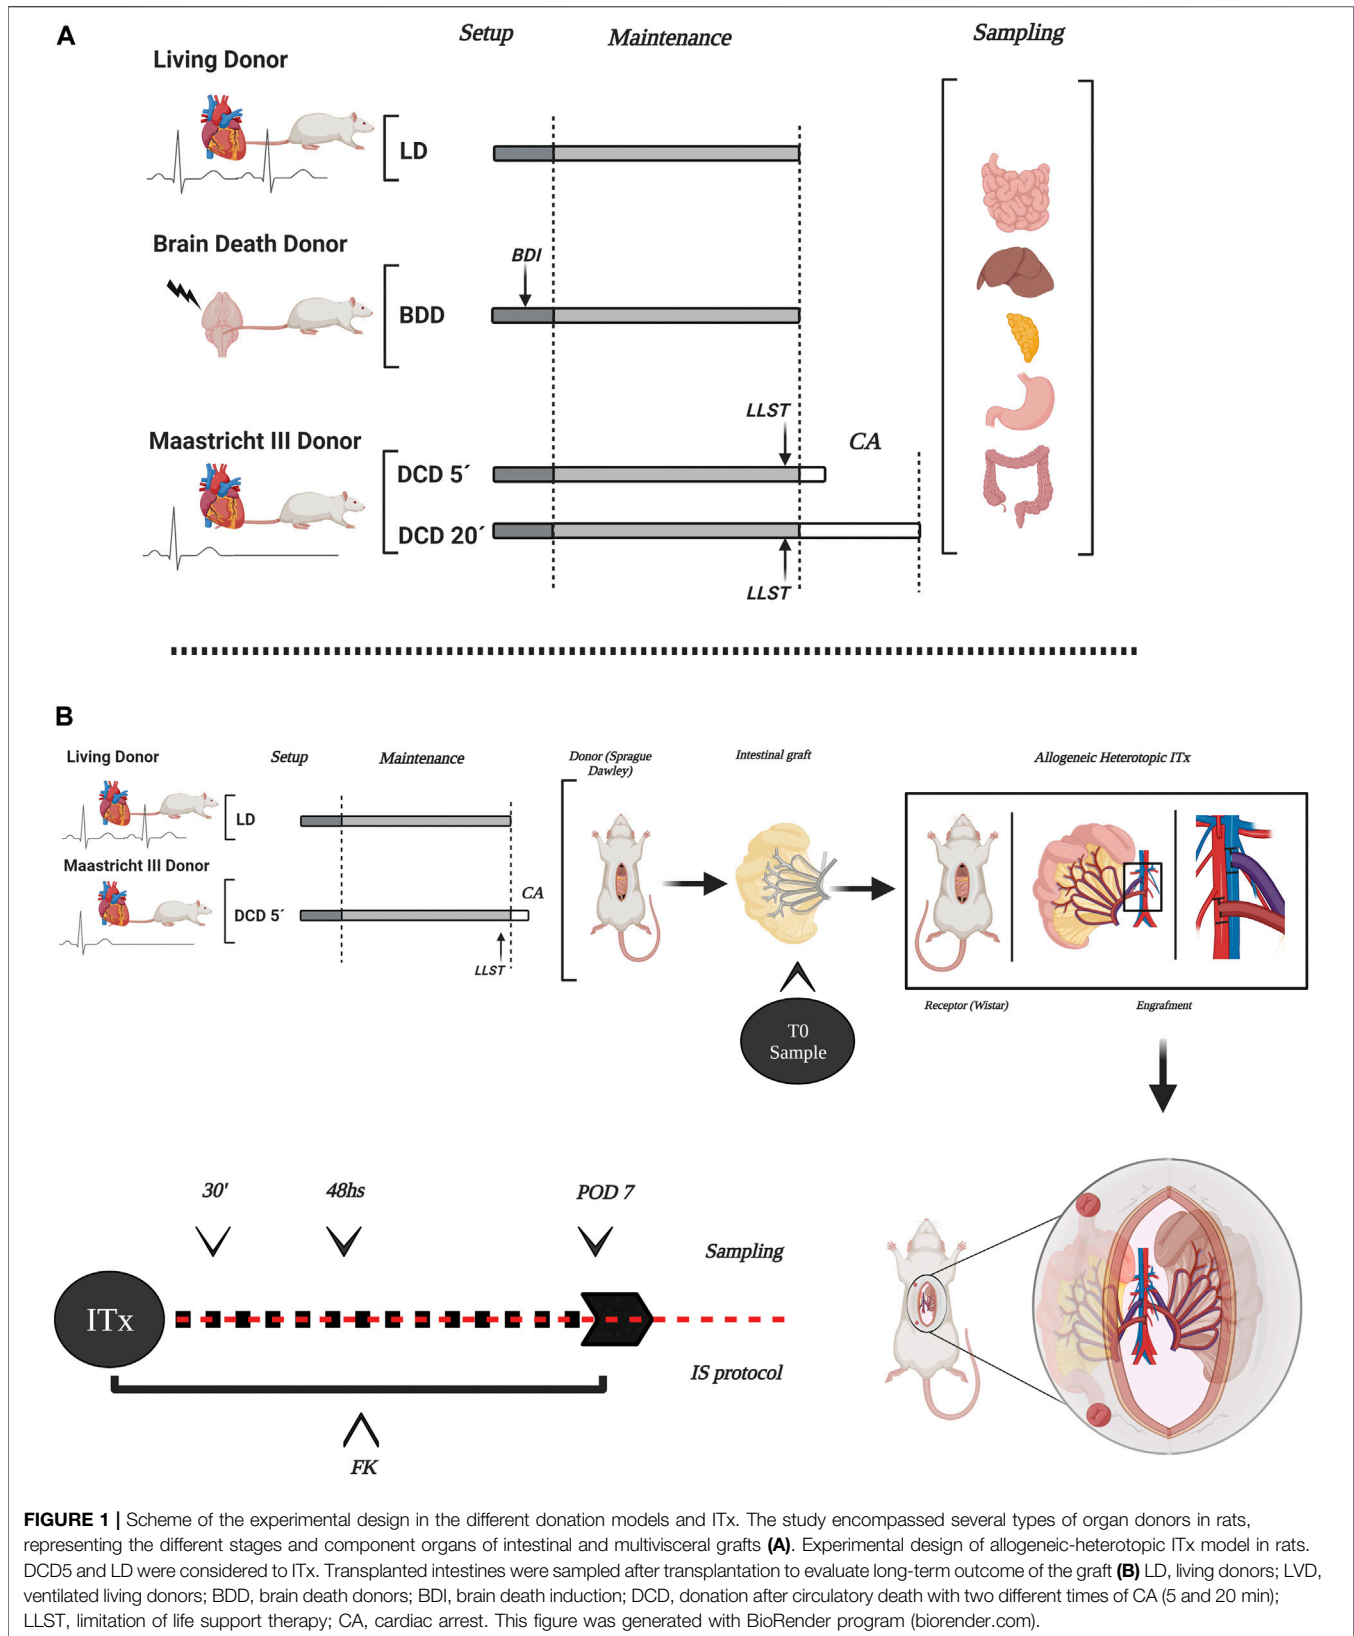 A
Setup
Maintenance
Sampling
Living Donor
LD
Brain Death Donor
BDI
BDD
LLST
CA
Maastricht III Donor
DCD 5´
DCD 20´
LLST
B
Living Donor
Setup
Maintenance
Donor (Sprague
Dawley)
Intestinal graft
Allogeneic Heterotopic ITx
LD
Maastricht III Donor
CA
DCD 5´
LLST
Receptor (Wistar)
Engrafment
T0
Sample
30'
48hs
POD 7
Sampling
ITx
IS protocol
FK
FIGURE 1 | Scheme of the experimental design in the different donation models and ITx. The study encompassed several types of organ donors in rats,
representing the different stages and component organs of intestinal and multivisceral grafts (A). Experimental design of allogeneic-heterotopic ITx model in rats.
DCD5 and LD were considered to ITx. Transplanted intestines were sampled after transplantation to evaluate long-term outcome of the graft (B) LD, living donors; LVD,
ventilated living donors; BDD, brain death donors; BDI, brain death induction; DCD, donation after circulatory death with two different times of CA (5 and 20 min);
LLST, limitation of life support therapy; CA, cardiac arrest. This figure was generated with BioRender program (biorender.com).